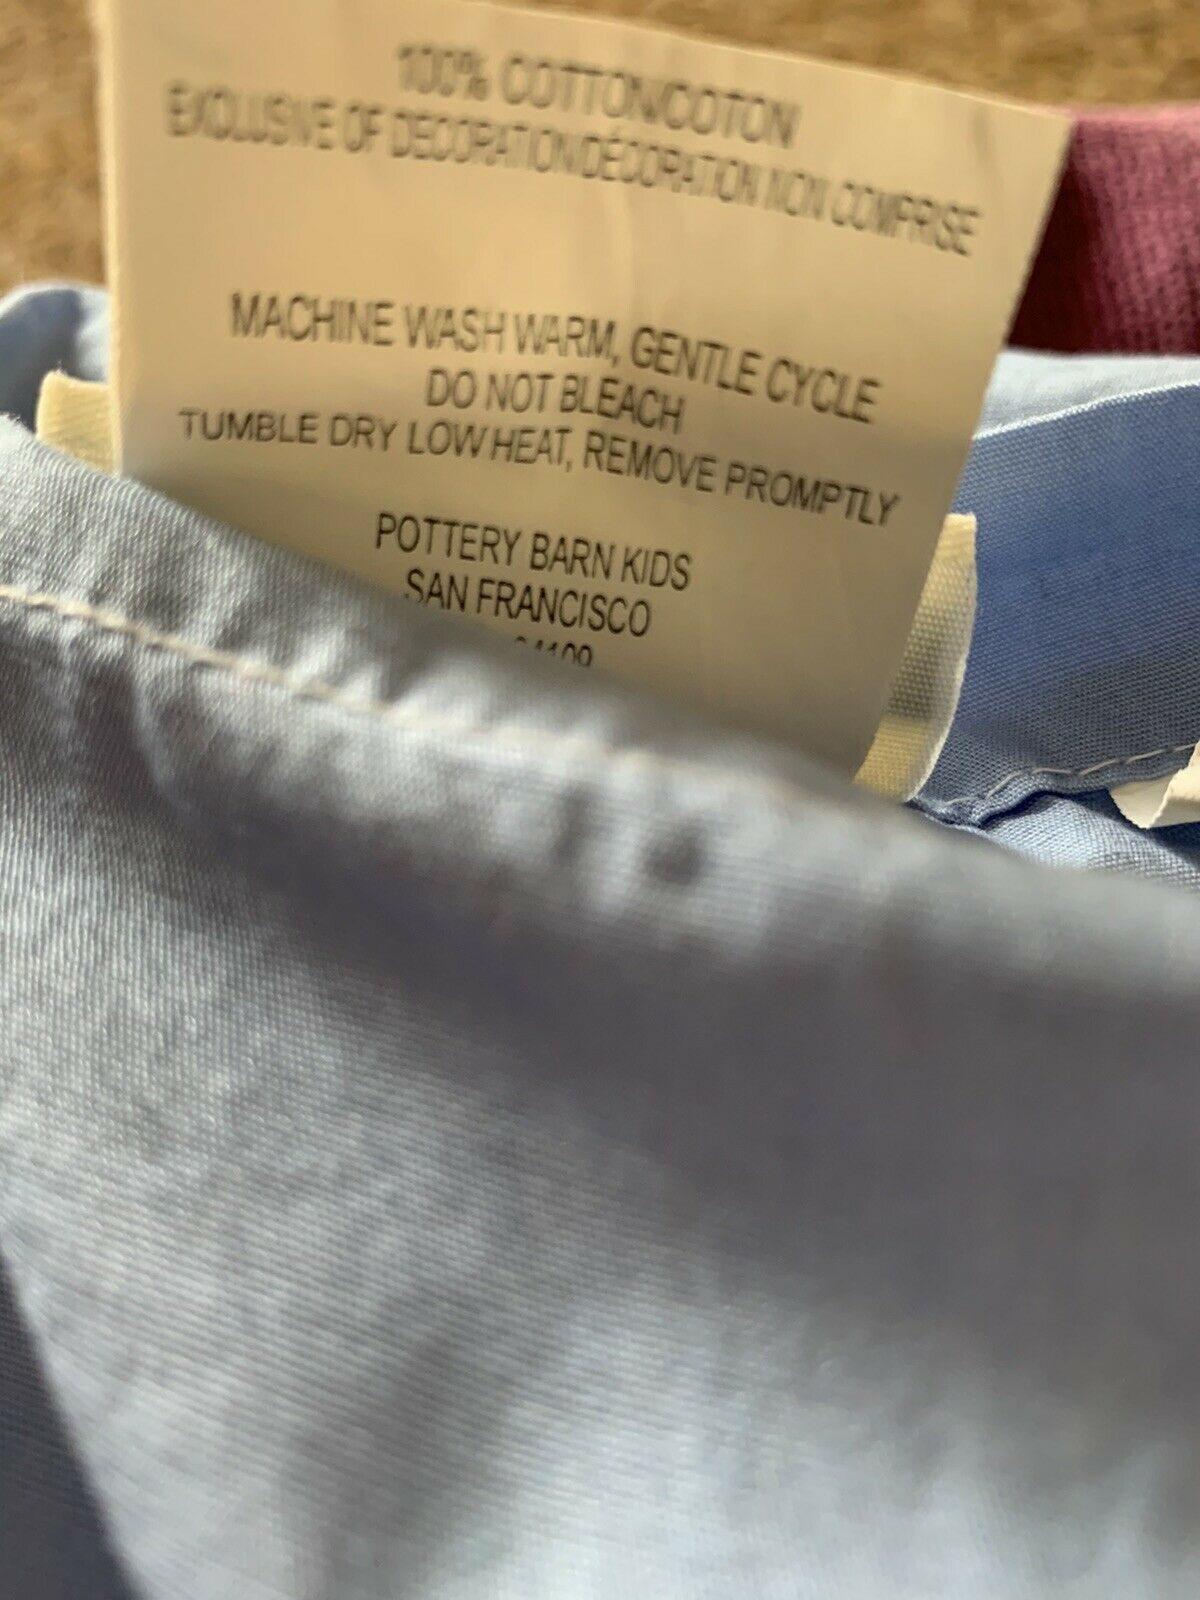 100% COTTON/COTON
EXCLUSIVE OF DECORATION/DÉCORATION NON COMPRISE
MACHINE WASH WARM, GENTLE CYCLE
DO NOT BLEACH
TUMBLE DRY LOW HEAT, REMOVE PROMPTLY
POTTERY BARN KIDS
SAN FRANCISCO
94109